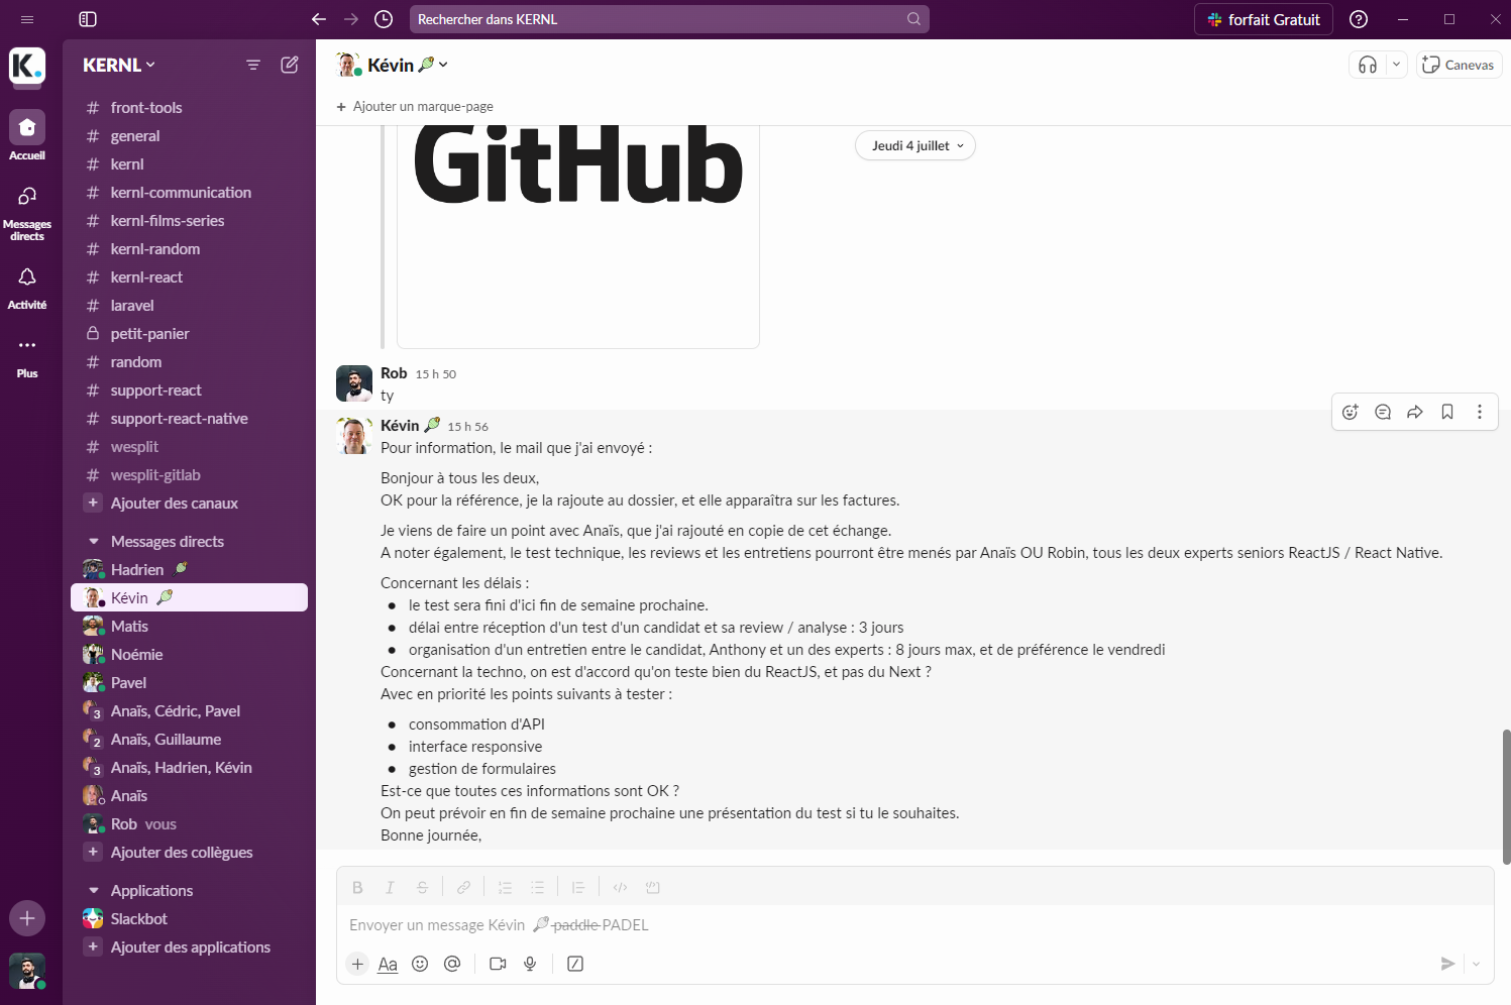 Rechercher dans KERNL
forfait Gratuit
K.
Accueil
Messages
directs
Activité
Plus
KERNL
# front-tools
# general
# kernl
# kernl-communication
# kernl-films-series
# kernl-random
# kernl-react
# laravel
petit-panier
# random
# support-react
# support-react-native
# wesplit
# wesplit-gitlab
+ Ajouter des canaux
Messages directs
Hadrien
Kévin
Matis
Noémie
Pavel
3 Anaïs, Cédric, Pavel
2 Anaïs, Guillaume
3 Anaïs, Hadrien, Kévin
Anaïs
Rob vous
+ Ajouter des collègues
Applications
Slackbot
+ Ajouter des applications
Kévin
Canevas
+ Ajouter un marque-page
Jeudi 4 juillet
GitHub
Rob 15 h 50
ty
Kévin 15 h 56
Pour information, le mail que j'ai envoyé :
Bonjour à tous les deux,
OK pour la référence, je la rajoute au dossier, et elle apparaîtra sur les factures.
Je viens de faire un point avec Anaïs, que j'ai rajouté en copie de cet échange.
A noter également, le test technique, les reviews et les entretiens pourront être menés par Anaïs OU Robin, tous les deux experts seniors ReactJS / React Native.
Concernant les délais :
• le test sera fini d'ici fin de semaine prochaine.
• délai entre réception d'un test d'un candidat et sa review / analyse : 3 jours
• organisation d'un entretien entre le candidat, Anthony et un des experts : 8 jours max, et de préférence le vendredi
Concernant la techno, on est d'accord qu'on teste bien du ReactJS, et pas du Next ?
Avec en priorité les points suivants à tester :
• consommation d'API
• interface responsive
• gestion de formulaires
Est-ce que toutes ces informations sont OK ?
On peut prévoir en fin de semaine prochaine une présentation du test si tu le souhaites.
Bonne journée,
B I S
Envoyer un message Kévin paddle PADEL
+ Aa @